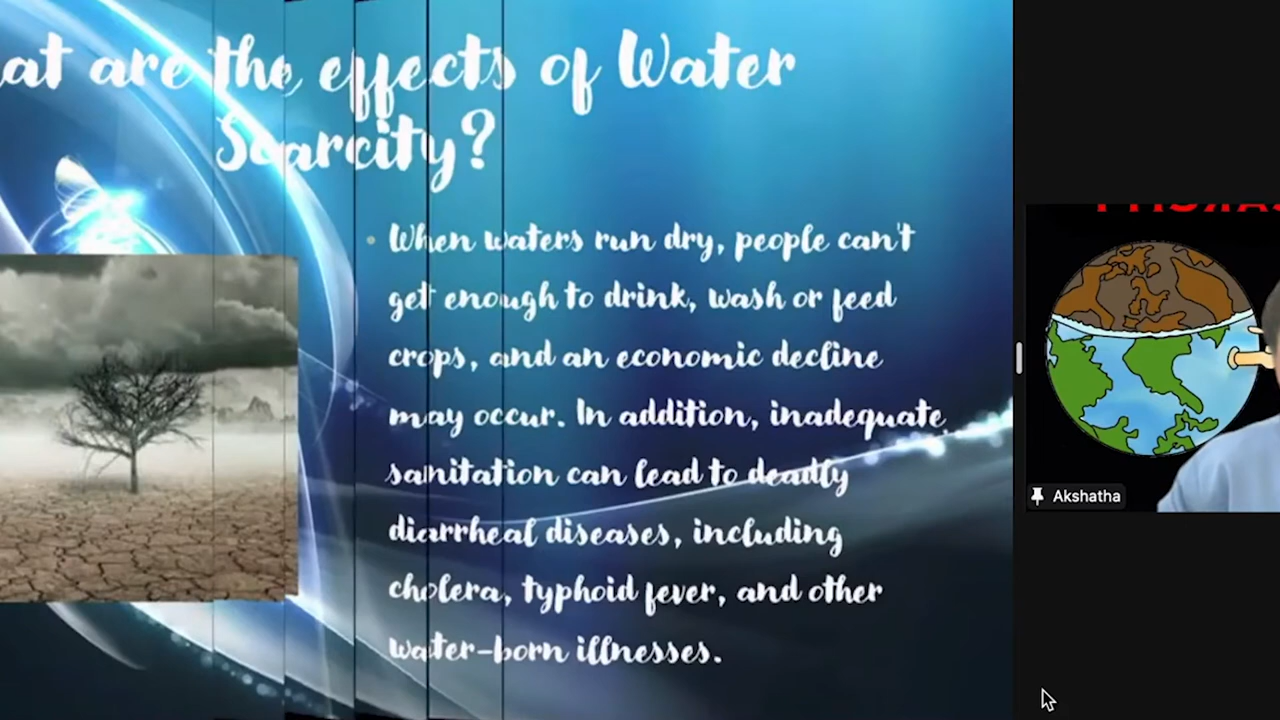 at are the effects of Water
Scarcity?
When waters run dry, people can't
get enough to drink, wash or feed
crops, and an economic decline
may occur. In addition, inadequate
sanitation can lead to deadly
diarrheal diseases, including
cholera, typhoid fever, and other
water-born illnesses.
Akshatha